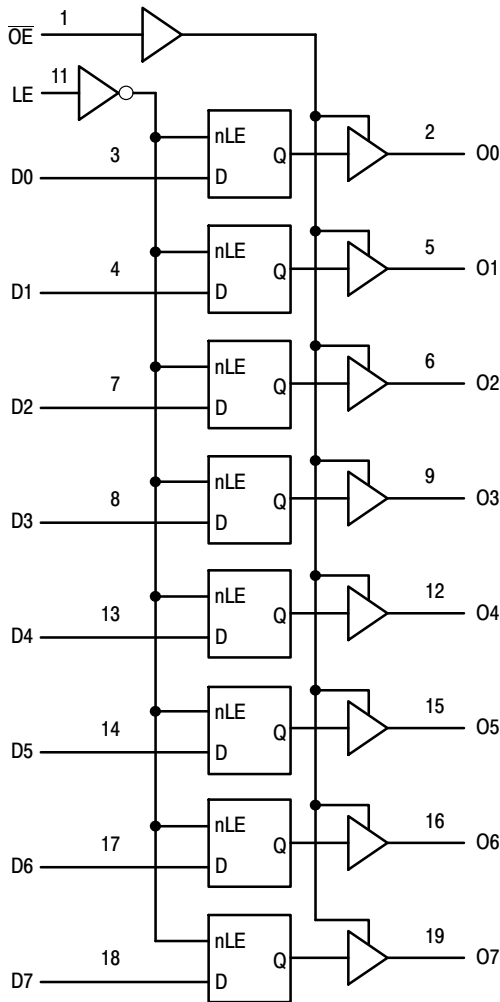 O̅E̅ 1
LE 11
nLE Q 2 O0
D0 3 D
nLE Q 5 O1
D1 4 D
nLE Q 6 O2
D2 7 D
nLE Q 9 O3
D3 8 D
nLE Q 12 O4
D4 13 D
nLE Q 15 O5
D5 14 D
nLE Q 16 O6
D6 17 D
nLE Q 19 O7
D7 18 D